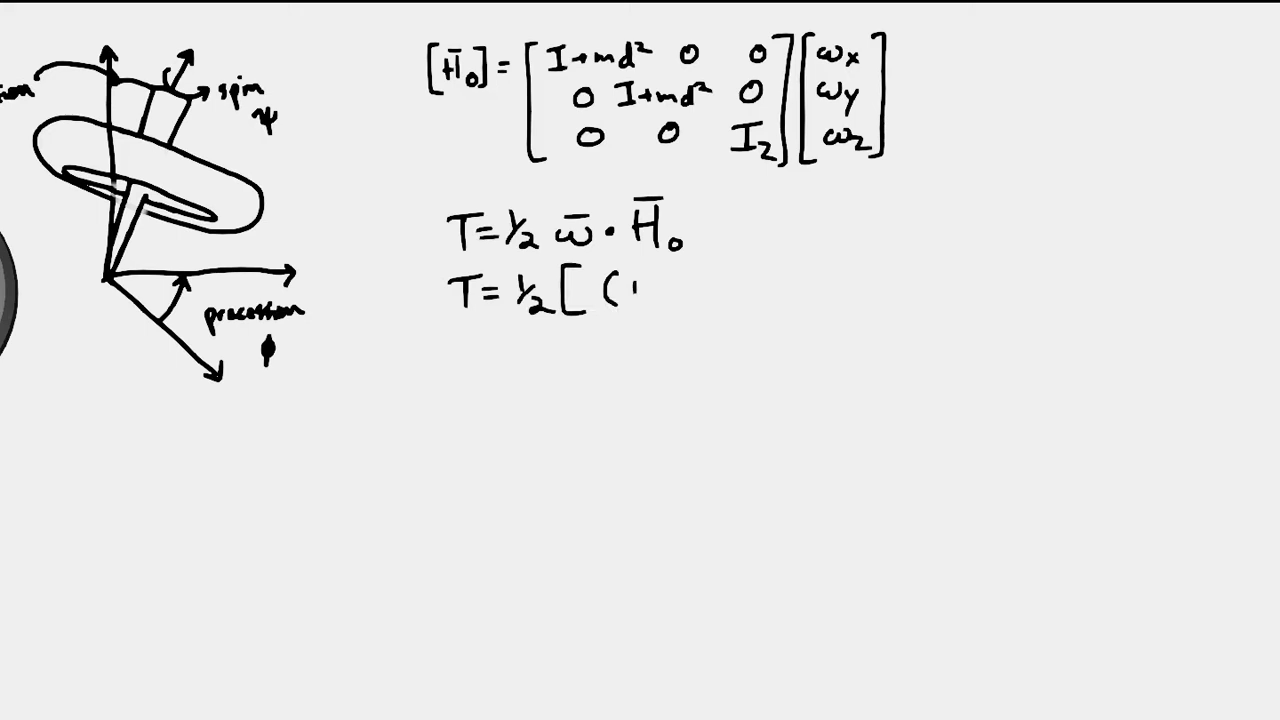 [H̄₀] = [I+md² 0 0] [ωx]
[0 I+md² 0] [ωy]
[0 0 I₂] [ωz]
spin
ψ
T = ½ ω̄ • H̄₀
T = ½ [ (
precession
ϕ